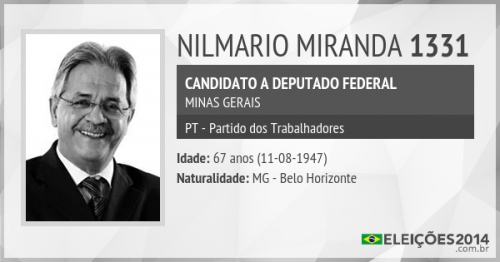 NILMARIO MIRANDA 1331
CANDIDATO A DEPUTADO FEDERAL
MINAS GERAIS
PT - Partido dos Trabalhadores
Idade: 67 anos (11-08-1947)
Naturalidade: MG - Belo Horizonte
ELEIÇÕES2014
.com.br